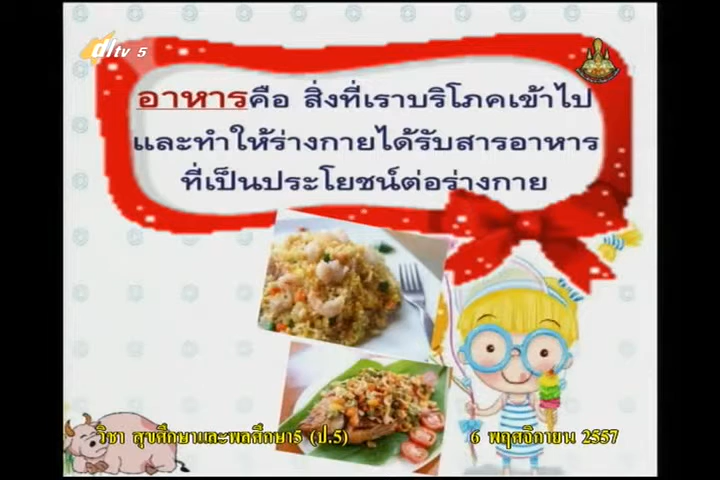 dltv 5
อาหารคือ สิ่งที่เราบริโภคเข้าไป
และทำให้ร่างกายได้รับสารอาหาร
ที่เป็นประโยชน์ต่อร่างกาย
วิชา สุขศึกษาและพลศึกษา5 (ป.5)
6 พฤศจิกายน 2557